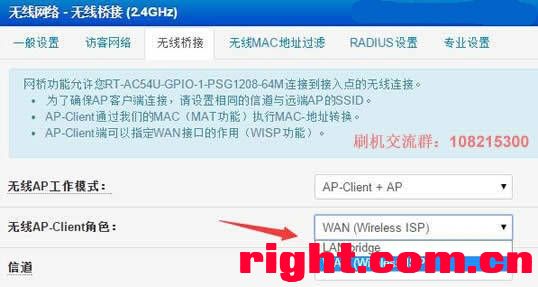 无线网络 - 无线桥接 (2.4GHz)
一般设置 访客网络 无线桥接 无线MAC地址过滤 RADIUS设置 专业设置
网桥功能允许您RT-AC54U-GPIO-1-PSG1208-64M连接到接入点的无线连接。
• 为了确保AP客户端连接，请设置相同的信道与远端AP的SSID。
• AP-Client通过我们的MAC（MAT功能）执行MAC-地址转换。
• AP-Client端可以指定WAN接口的作用（WISP功能）。
刷机交流群：108215300
无线AP工作模式： AP-Client + AP
无线AP-Client角色： WAN (Wireless ISP)
LAN bridge
WAN (Wireless ISP)
right.com.cn
信道